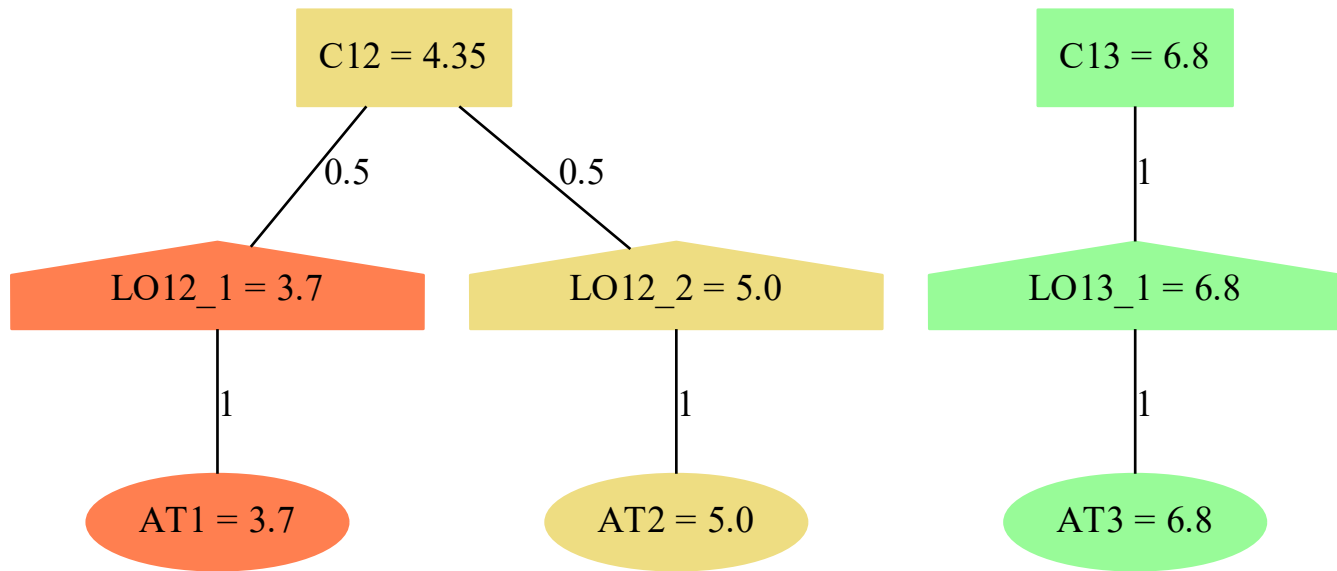 C12 = 4.35
C13 = 6.8
0.5
0.5
1
LO12_1 = 3.7
LO12_2 = 5.0
LO13_1 = 6.8
1
1
1
AT1 = 3.7
AT2 = 5.0
AT3 = 6.8